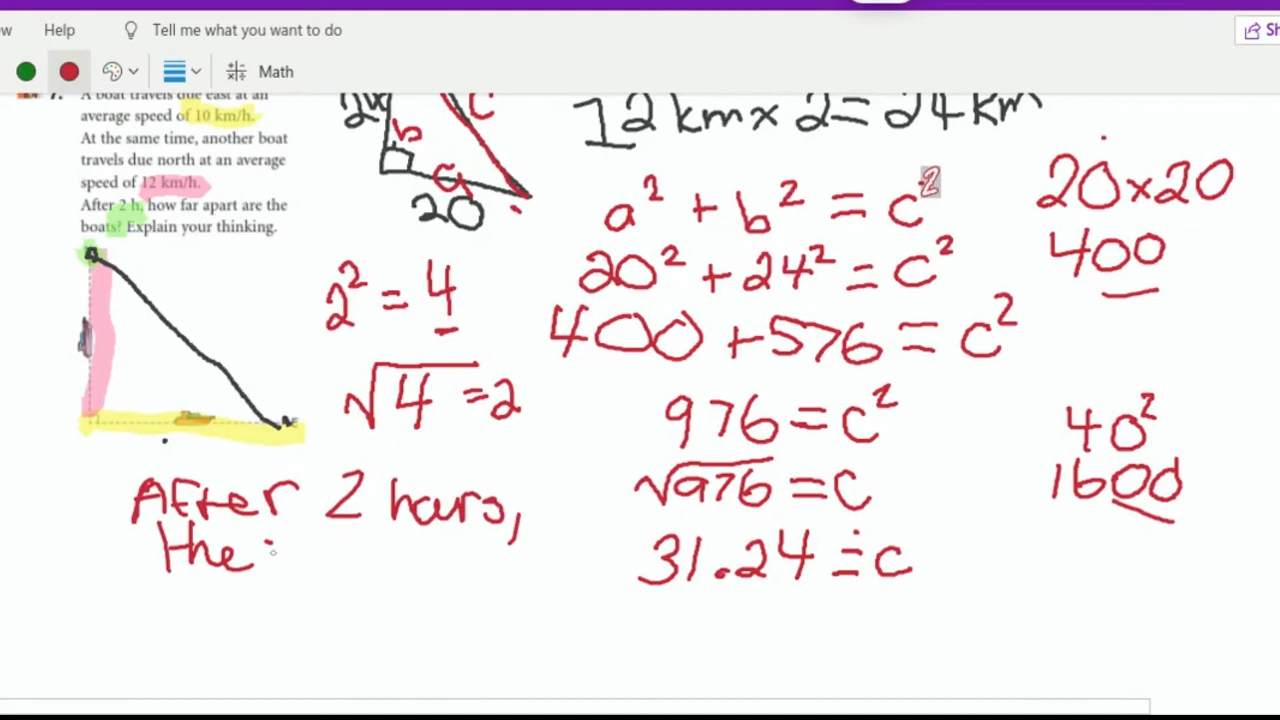 Help
Tell me what you want to do
Sh
Math
7. A boat travels due east at an
average speed of 10 km/h.
At the same time, another boat
travels due north at an average
speed of 12 km/h.
After 2 h, how far apart are the
boats? Explain your thinking.
b
c
a
20
12 km x 2 = 24 km
a² + b² = c²
20² + 24² = c²
400 + 576 = c²
976 = c²
√976 = c
31.24 ≐ c
20 x 20
400
40²
1600
2² = 4
√4 = 2
After 2 hours,
the